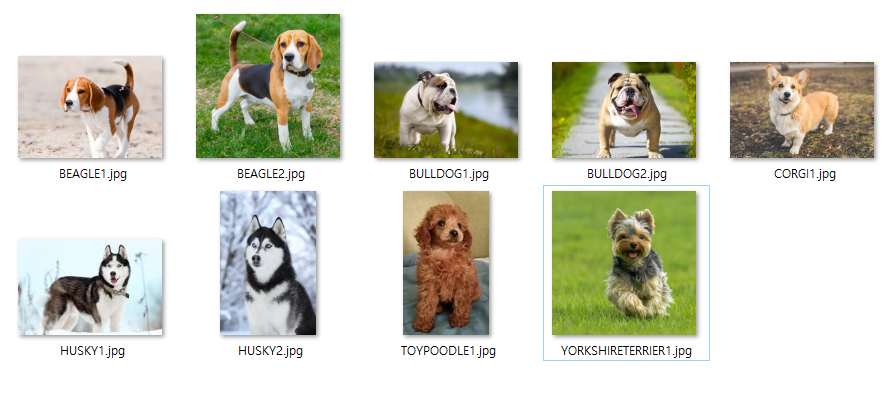 BEAGLE1.jpg
BEAGLE2.jpg
BULLDOG1.jpg
BULLDOG2.jpg
CORGI1.jpg
HUSKY1.jpg
HUSKY2.jpg
TOYPOODLE1.jpg
YORKSHIRETERRIER1.jpg